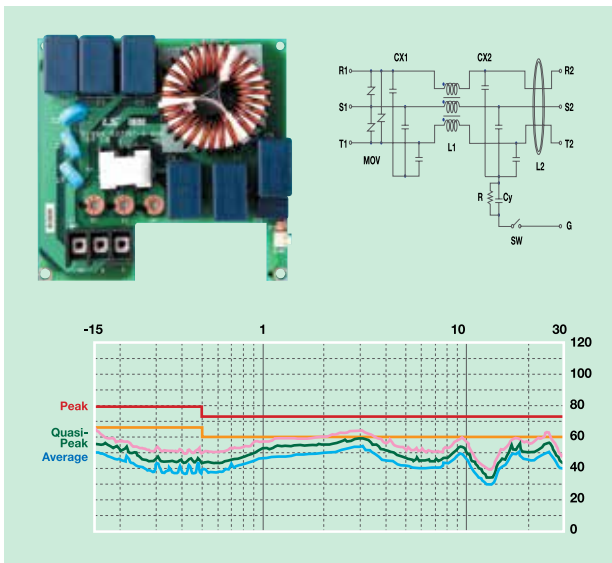 CX1 CX2
R1 R2
S1 S2
T1 T2
MOV L1 L2
R Cy
SW G
-15 1 10 30
120
100
80
60
40
20
0
Peak
Quasi-
Peak
Average